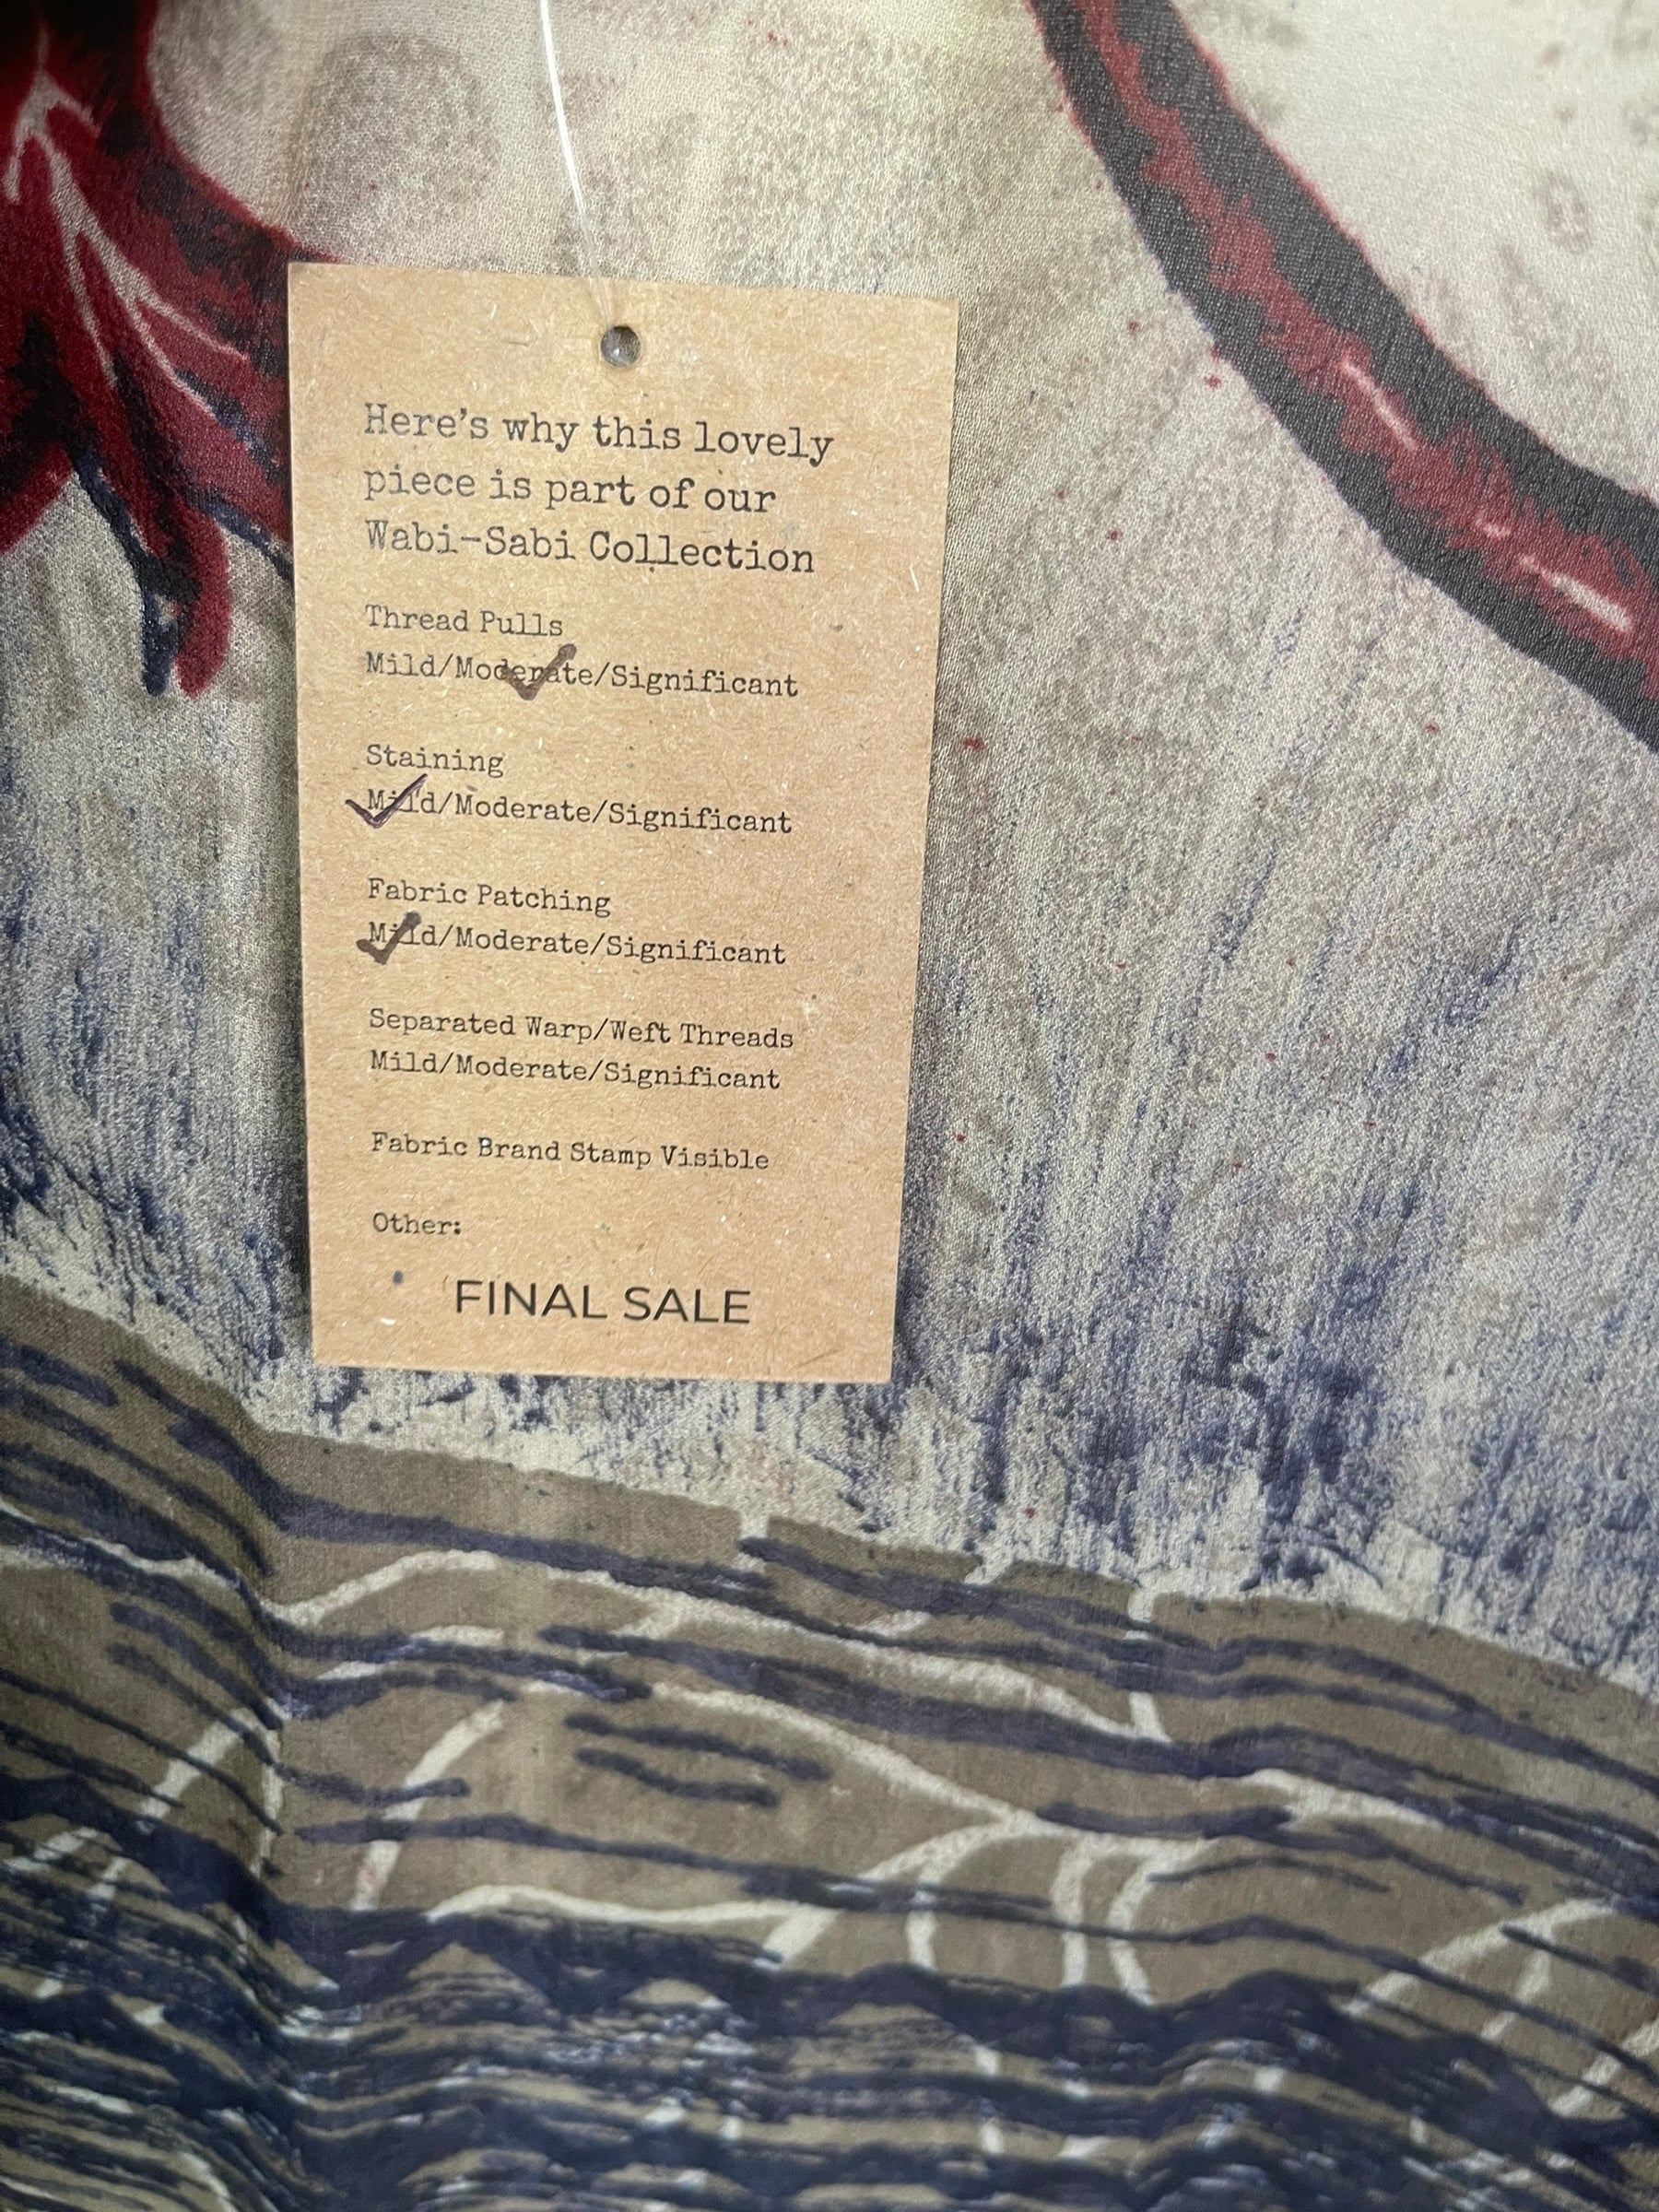 Here's why this lovely
piece is part of our
Wabi-Sabi Collection
Thread Pulls
Mild/Moderate/Significant
Staining
Mild/Moderate/Significant
Fabric Patching
Mild/Moderate/Significant
Separated Warp/Weft Threads
Mild/Moderate/Significant
Fabric Brand Stamp Visible
Other:
FINAL SALE